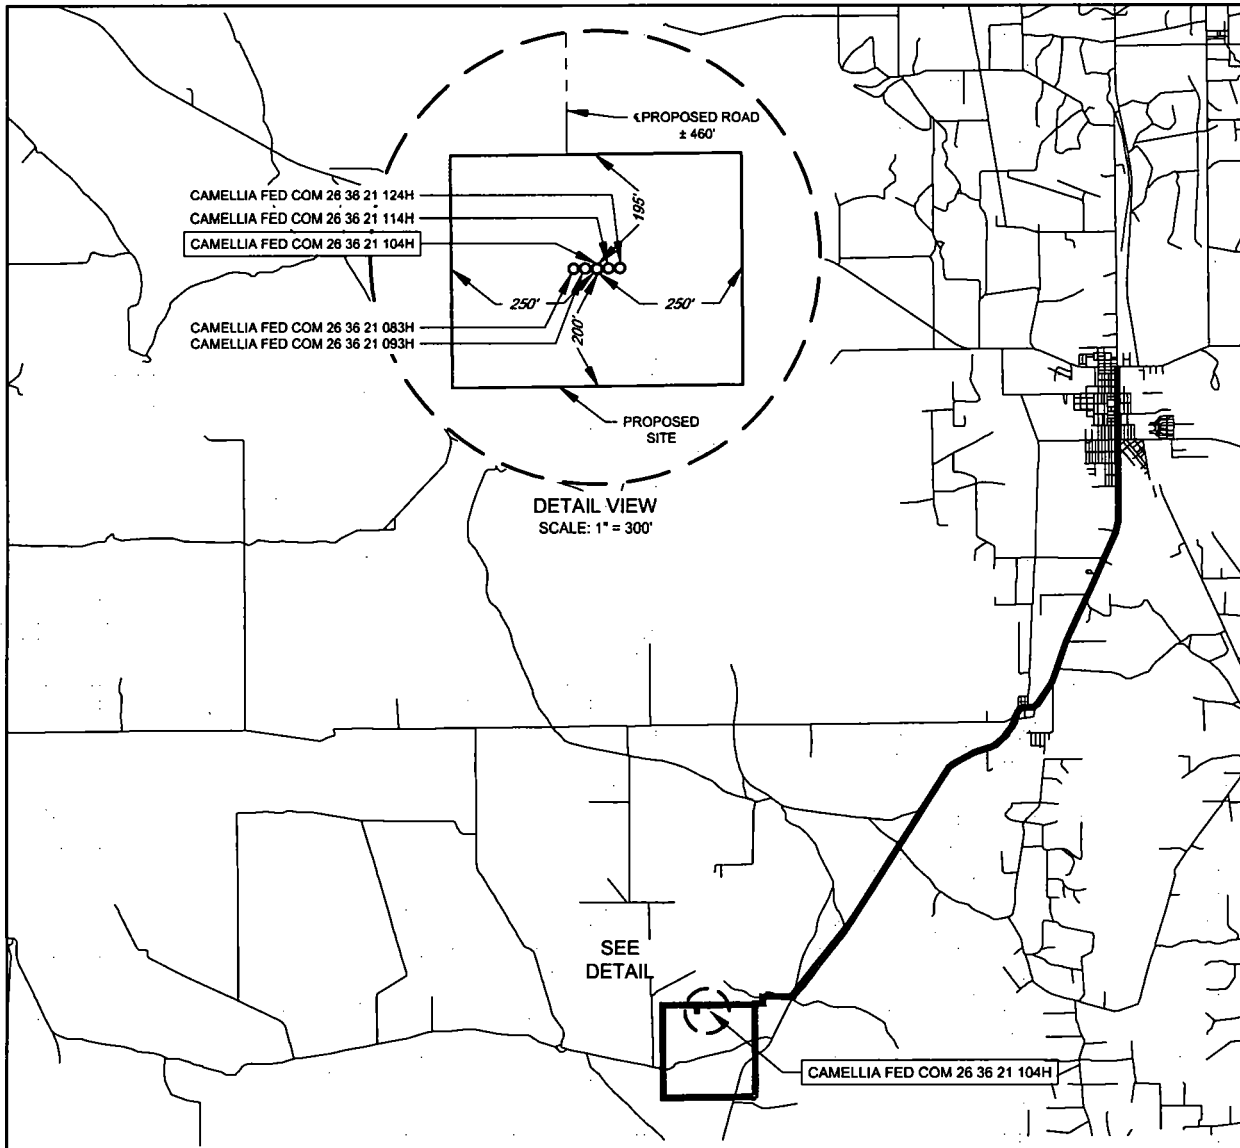 ℄PROPOSED ROAD
± 460'
CAMELLIA FED COM 26 36 21 124H
CAMELLIA FED COM 26 36 21 114H
CAMELLIA FED COM 26 36 21 104H
195'
250'
250'
200'
CAMELLIA FED COM 26 36 21 083H
CAMELLIA FED COM 26 36 21 093H
PROPOSED
SITE
DETAIL VIEW
SCALE: 1" = 300'
SEE
DETAIL
CAMELLIA FED COM 26 36 21 104H